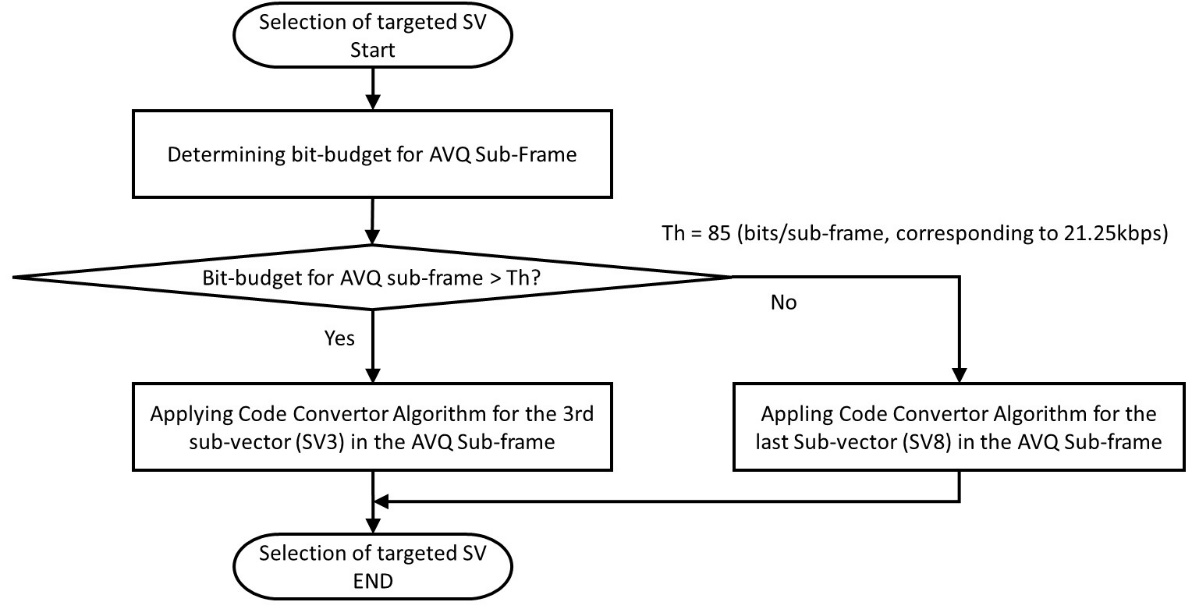 Selection of targeted SV
Start
Determining bit-budget for AVQ Sub-Frame
Th = 85 (bits/sub-frame, corresponding to 21.25kbps)
Bit-budget for AVQ sub-frame > Th?
No
Yes
Applying Code Convertor Algorithm for the 3rd
sub-vector (SV3) in the AVQ Sub-frame
Appling Code Convertor Algorithm for the
last Sub-vector (SV8) in the AVQ Sub-frame
Selection of targeted SV
END